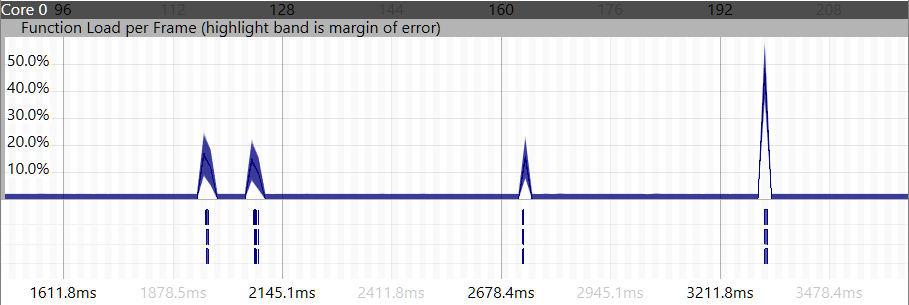 Core 0 96 112 128 144 160 176 192 208
Function Load per Frame (highlight band is margin of error)
50.0%
40.0%
30.0%
20.0%
10.0%
1611.8ms 1878.5ms 2145.1ms 2411.8ms 2678.4ms 2945.1ms 3211.8ms 3478.4ms